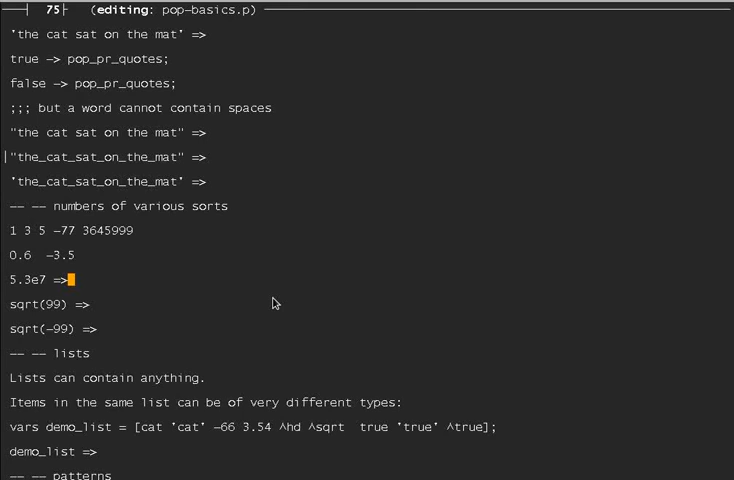 75 (editing: pop-basics.p)
'the cat sat on the mat' =>
true -> pop_pr_quotes;
false -> pop_pr_quotes;
;;; but a word cannot contain spaces
"the cat sat on the mat" =>
"the_cat_sat_on_the_mat" =>
'the_cat_sat_on_the_mat' =>
-- -- numbers of various sorts
1 3 5 -77 3645999
0.6  -3.5
5.3e7 =>
sqrt(99) =>
sqrt(-99) =>
-- -- lists
Lists can contain anything.
Items in the same list can be of very different types:
vars demo_list = [cat 'cat' -66 3.54 ^hd ^sqrt  true 'true' ^true];
demo_list =>
-- -- patterns